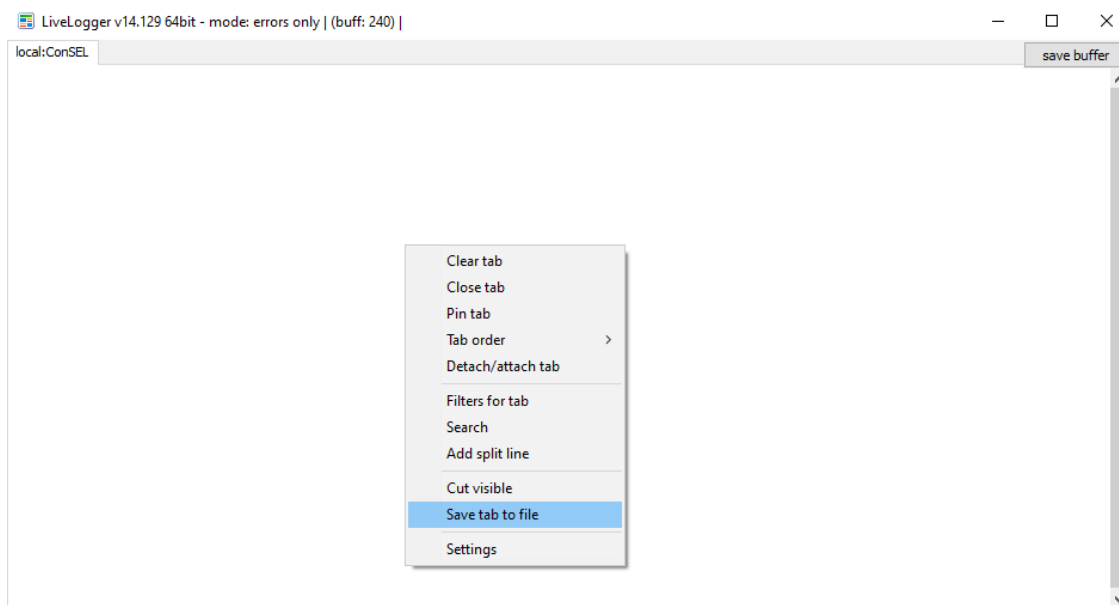 LiveLogger v14.129 64bit - mode: errors only | (buff: 240) |
local:ConSEL
save buffer
Clear tab
Close tab
Pin tab
Tab order
Detach/attach tab
Filters for tab
Search
Add split line
Cut visible
Save tab to file
Settings